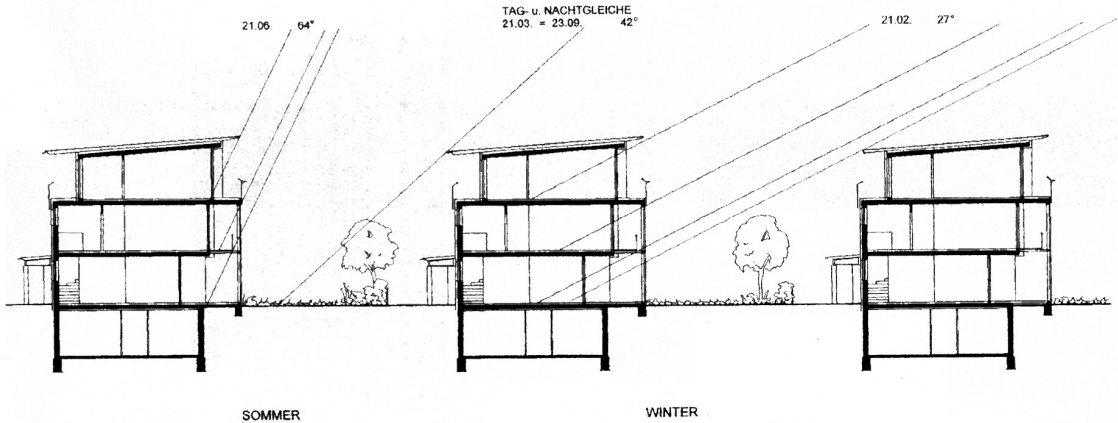 TAG- u. NACHTGLEICHE
21.06. 64° 21.03. = 23.09. 42° 21.02. 27°
SOMMER WINTER